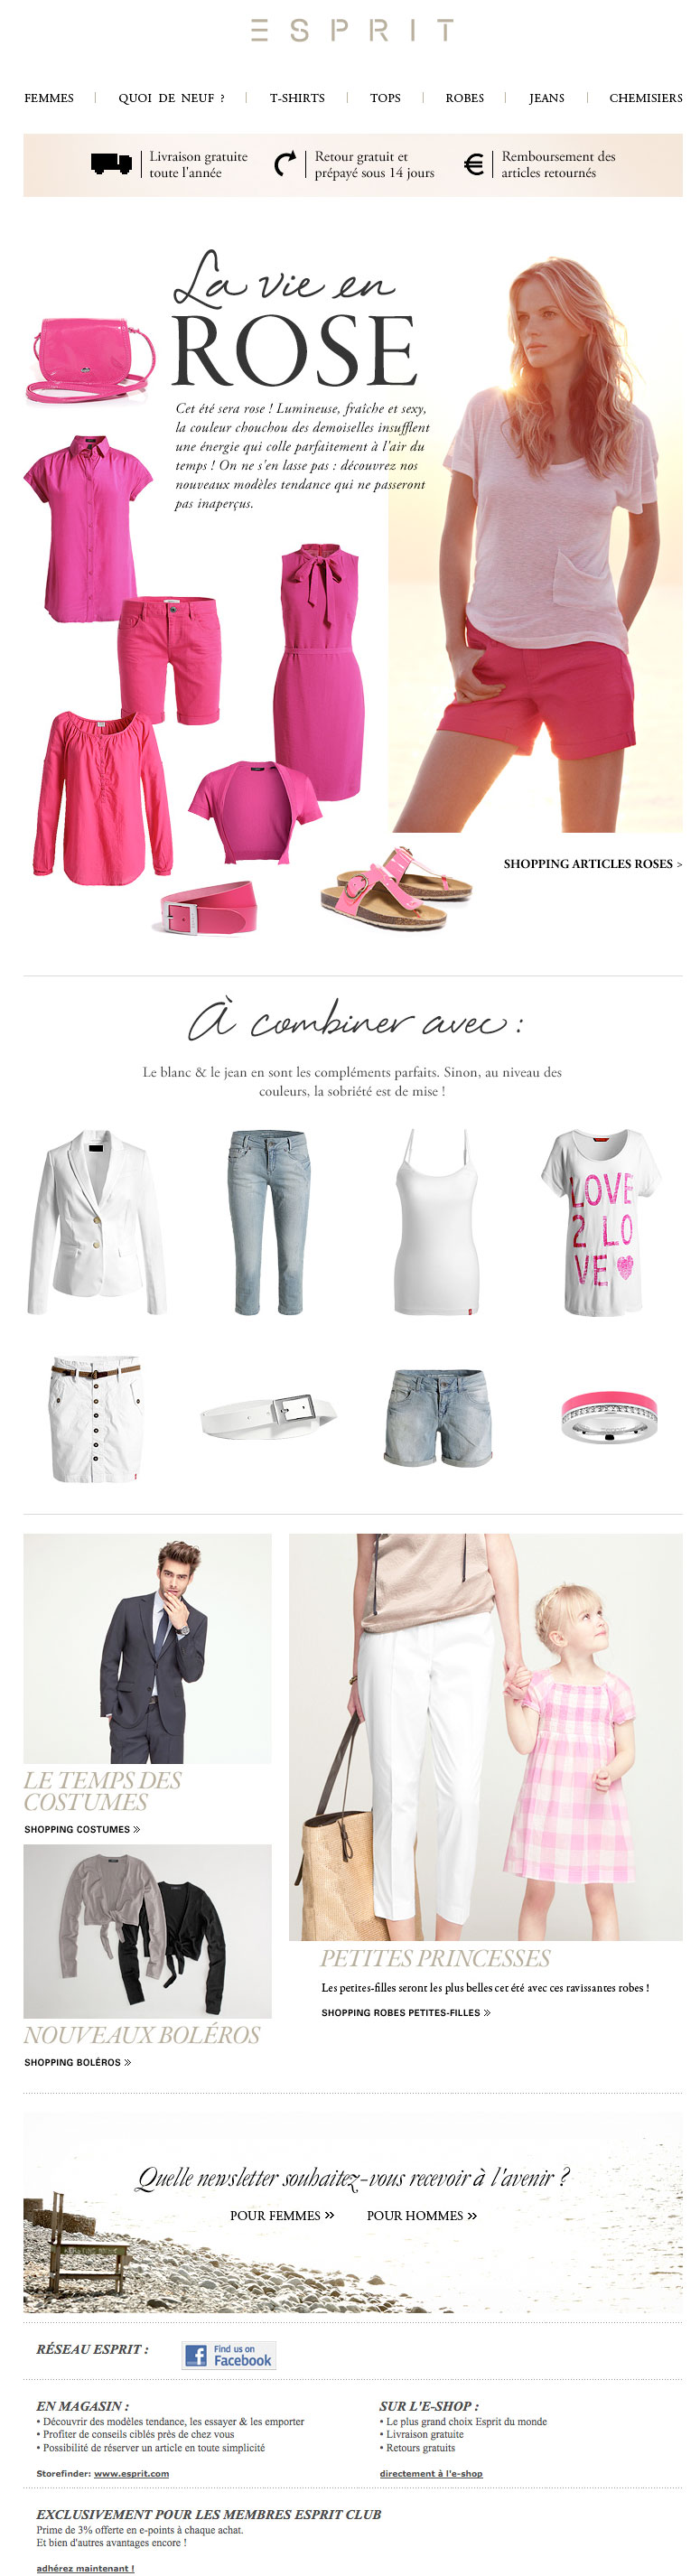 ESPRIT
FEMMES | QUOI DE NEUF ? | T-SHIRTS | TOPS | ROBES | JEANS | CHEMISIERS
Livraison gratuite
toute l'année
Retour gratuit et
prépayé sous 14 jours
Remboursement des
articles retournés
La vie en
ROSE
Cet été sera rose ! Lumineuse, fraîche et sexy,
la couleur chouchou des demoiselles insufflent
une énergie qui colle parfaitement à l'air du
temps ! On ne s'en lasse pas : découvrez nos
nouveaux modèles tendance qui ne passeront
pas inaperçus.
SHOPPING ARTICLES ROSES >
À combiner avec :
Le blanc & le jean en sont les compléments parfaits. Sinon, au niveau des
couleurs, la sobriété est de mise !
LOVE
2 LO
VE
LE TEMPS DES
COSTUMES
SHOPPING COSTUMES »
NOUVEAUX BOLÉROS
SHOPPING BOLÉROS »
PETITES PRINCESSES
Les petites-filles seront les plus belles cet été avec ces ravissantes robes !
SHOPPING ROBES PETITES-FILLES »
Quelle newsletter souhaitez-vous recevoir à l'avenir ?
POUR FEMMES » POUR HOMMES »
RÉSEAU ESPRIT :
Find us on
Facebook
EN MAGASIN :
• Découvrir des modèles tendance, les essayer & les emporter
• Profiter de conseils ciblés près de chez vous
• Possibilité de réserver un article en toute simplicité
Storefinder: www.esprit.com
SUR L'E-SHOP :
• Le plus grand choix Esprit du monde
• Livraison gratuite
• Retours gratuits
directement à l'e-shop
EXCLUSIVEMENT POUR LES MEMBRES ESPRIT CLUB
Prime de 3% offerte en e-points à chaque achat.
Et bien d'autres avantages encore !
adhérez maintenant !